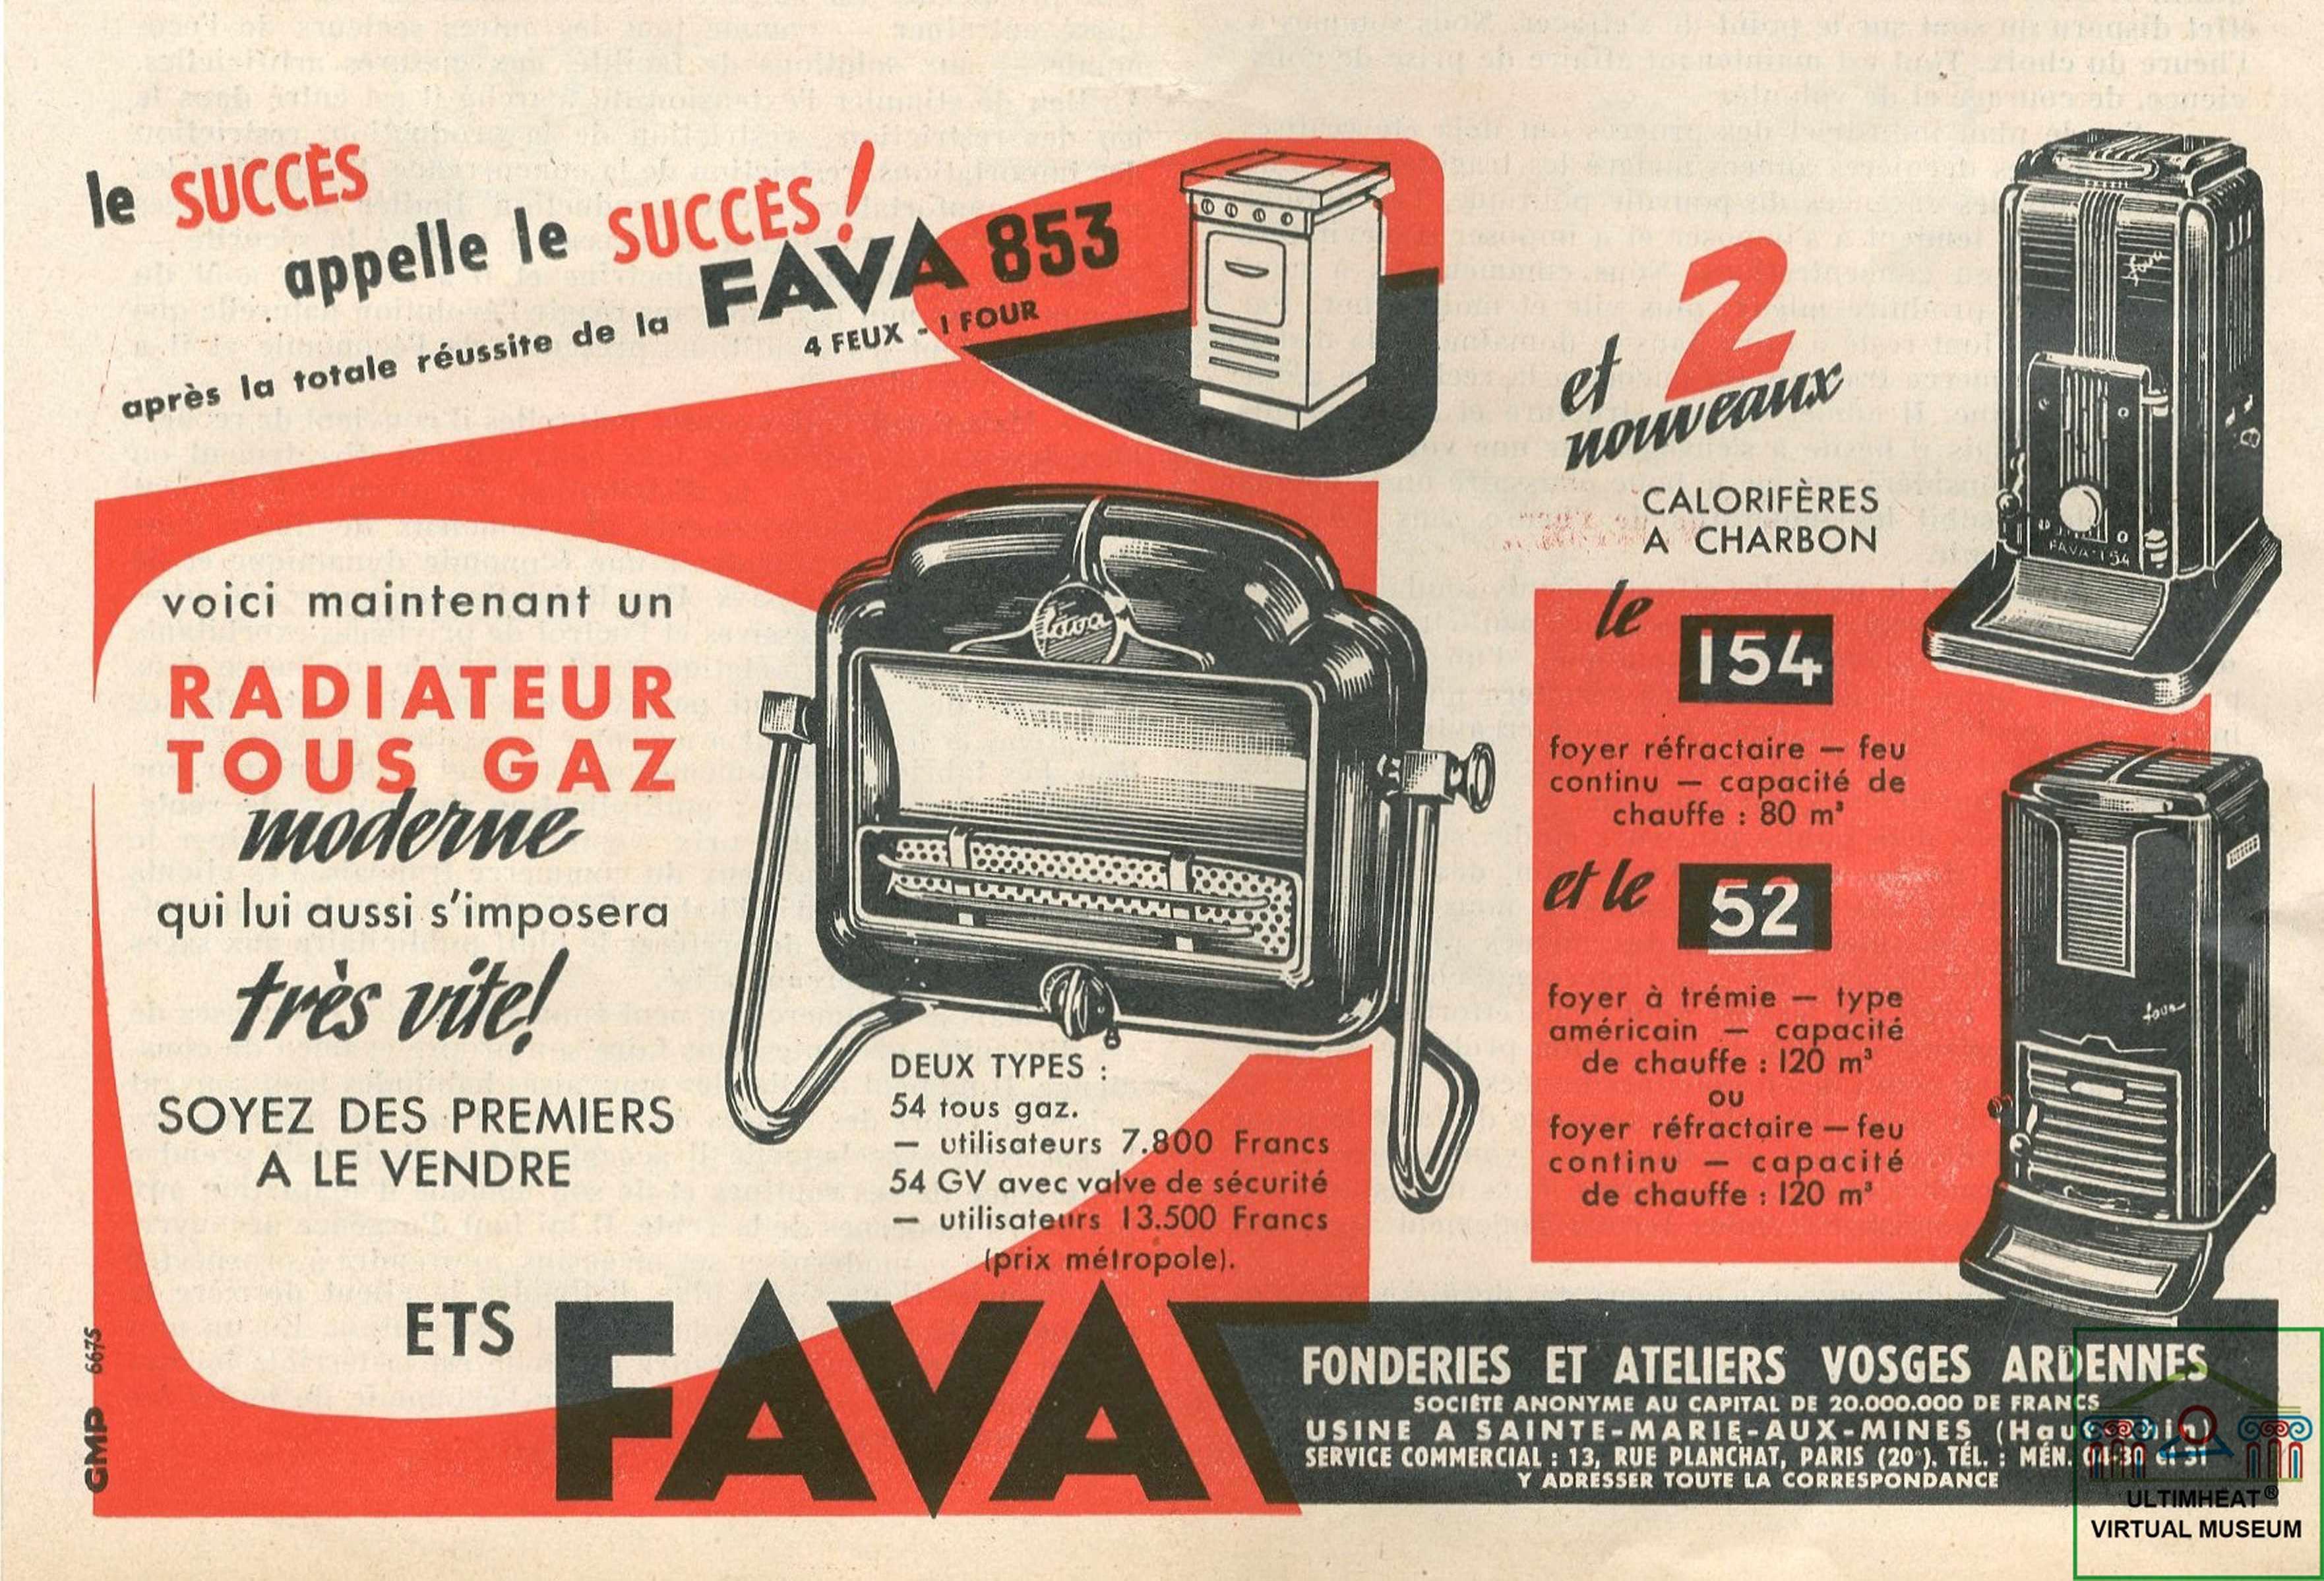 le SUCCÈS
appelle le SUCCÈS!
après la totale réussite de la FAVA 853
4 FEUX - 1 FOUR
voici maintenant un
RADIATEUR
TOUS GAZ
moderne
qui lui aussi s'imposera
très vite!
SOYEZ DES PREMIERS
A LE VENDRE
fava
DEUX TYPES :
54 tous gaz.
— utilisateurs 7.800 Francs
54 GV avec valve de sécurité
— utilisateurs 13.500 Francs
(prix métropole).
et 2
nouveaux
CALORIFÈRES
A CHARBON
le 154
foyer réfractaire — feu
continu — capacité de
chauffe : 80 m³
et le 52
foyer à trémie — type
américain — capacité
de chauffe : 120 m³
ou
foyer réfractaire — feu
continu — capacité
de chauffe : 120 m³
fava
FAVA-154
fava
ETS FAVA
FONDERIES ET ATELIERS VOSGES ARDENNES
SOCIÉTÉ ANONYME AU CAPITAL DE 20.000.000 DE FRANCS
USINE A SAINTE-MARIE-AUX-MINES (Haut-Rhin)
SERVICE COMMERCIAL : 13, RUE PLANCHAT, PARIS (20ᵉ). TÉL. : MÉN.
Y ADRESSER TOUTE LA CORRESPONDANCE
GMP 6675
ULTIMHEAT®
VIRTUAL MUSEUM